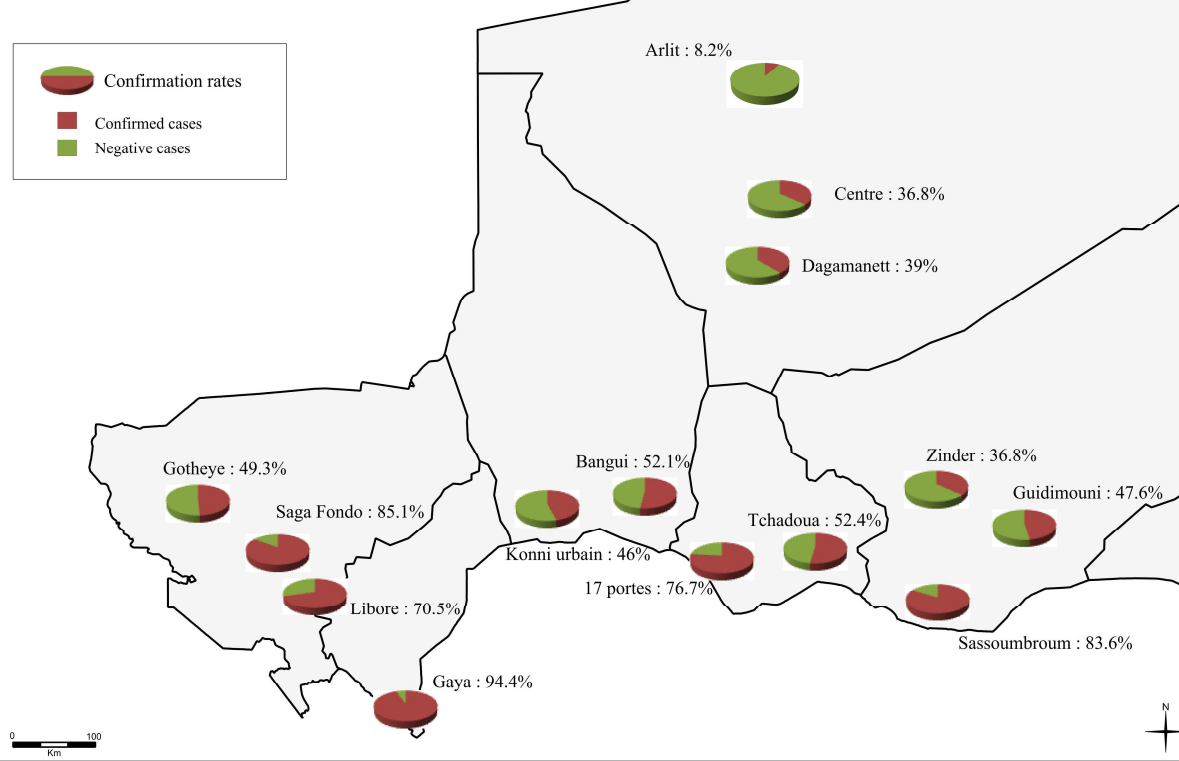 Arlit : 8.2%
Confirmation rates
Confirmed cases
Negative cases
Centre : 36.8%
Dagamanett : 39%
Gotheye : 49.3%
Bangui : 52.1%
Zinder : 36.8%
Guidimouni : 47.6%
Saga Fondo : 85.1%
Tchadoua : 52.4%
Konni urbain : 46%
17 portes : 76.7%
Libore : 70.5%
Sassoumbroum : 83.6%
Gaya : 94.4%
N
0 100
Km